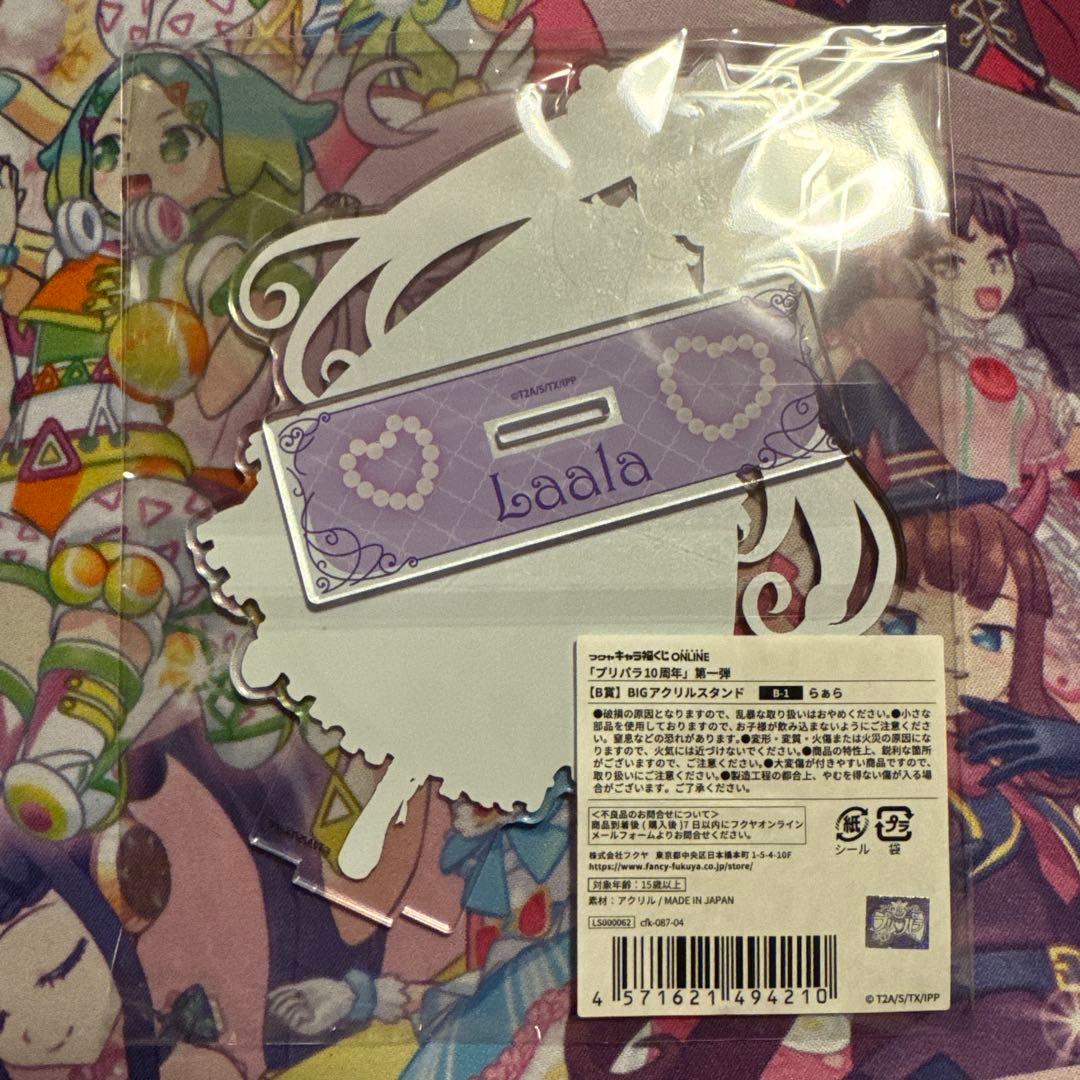 ©T2A/S/TX/IPP
Laala
フクヤキャラ福くじ ONLINE
「プリパラ10周年」第一弾
【B賞】BIGアクリルスタンド B-1 らぁら
●破損の原因となりますので、乱暴な取り扱いはおやめください。●小さな
部品を使用しておりますので、お子様が飲み込まないようにご注意くださ
い。窒息などの恐れがあります。●変形・変質・火傷または火災の原因にな
りますので、火気には近づけないでください。●商品の特性上、鋭利な箇所
がございますので、ご注意ください。●大変傷が付きやすい商品ですので、
取り扱いにご注意ください。●製造工程の都合上、やむを得ない傷が入る場
合がございます。ご了承ください。
＜不良品のお問合せについて＞
商品到着後(購入後)7日以内にフクヤオンライン
メールフォームよりお問合せください。
紙 プラ
シール 袋
株式会社フクヤ 東京都中央区日本橋本町1-5-4-10F
https://www.fancy-fukuya.co.jp/store/
対象年齢：15歳以上
素材：アクリル / MADE IN JAPAN
LS000062 cfk-087-04
4 571621 494210
© T2A/S/TX/IPP